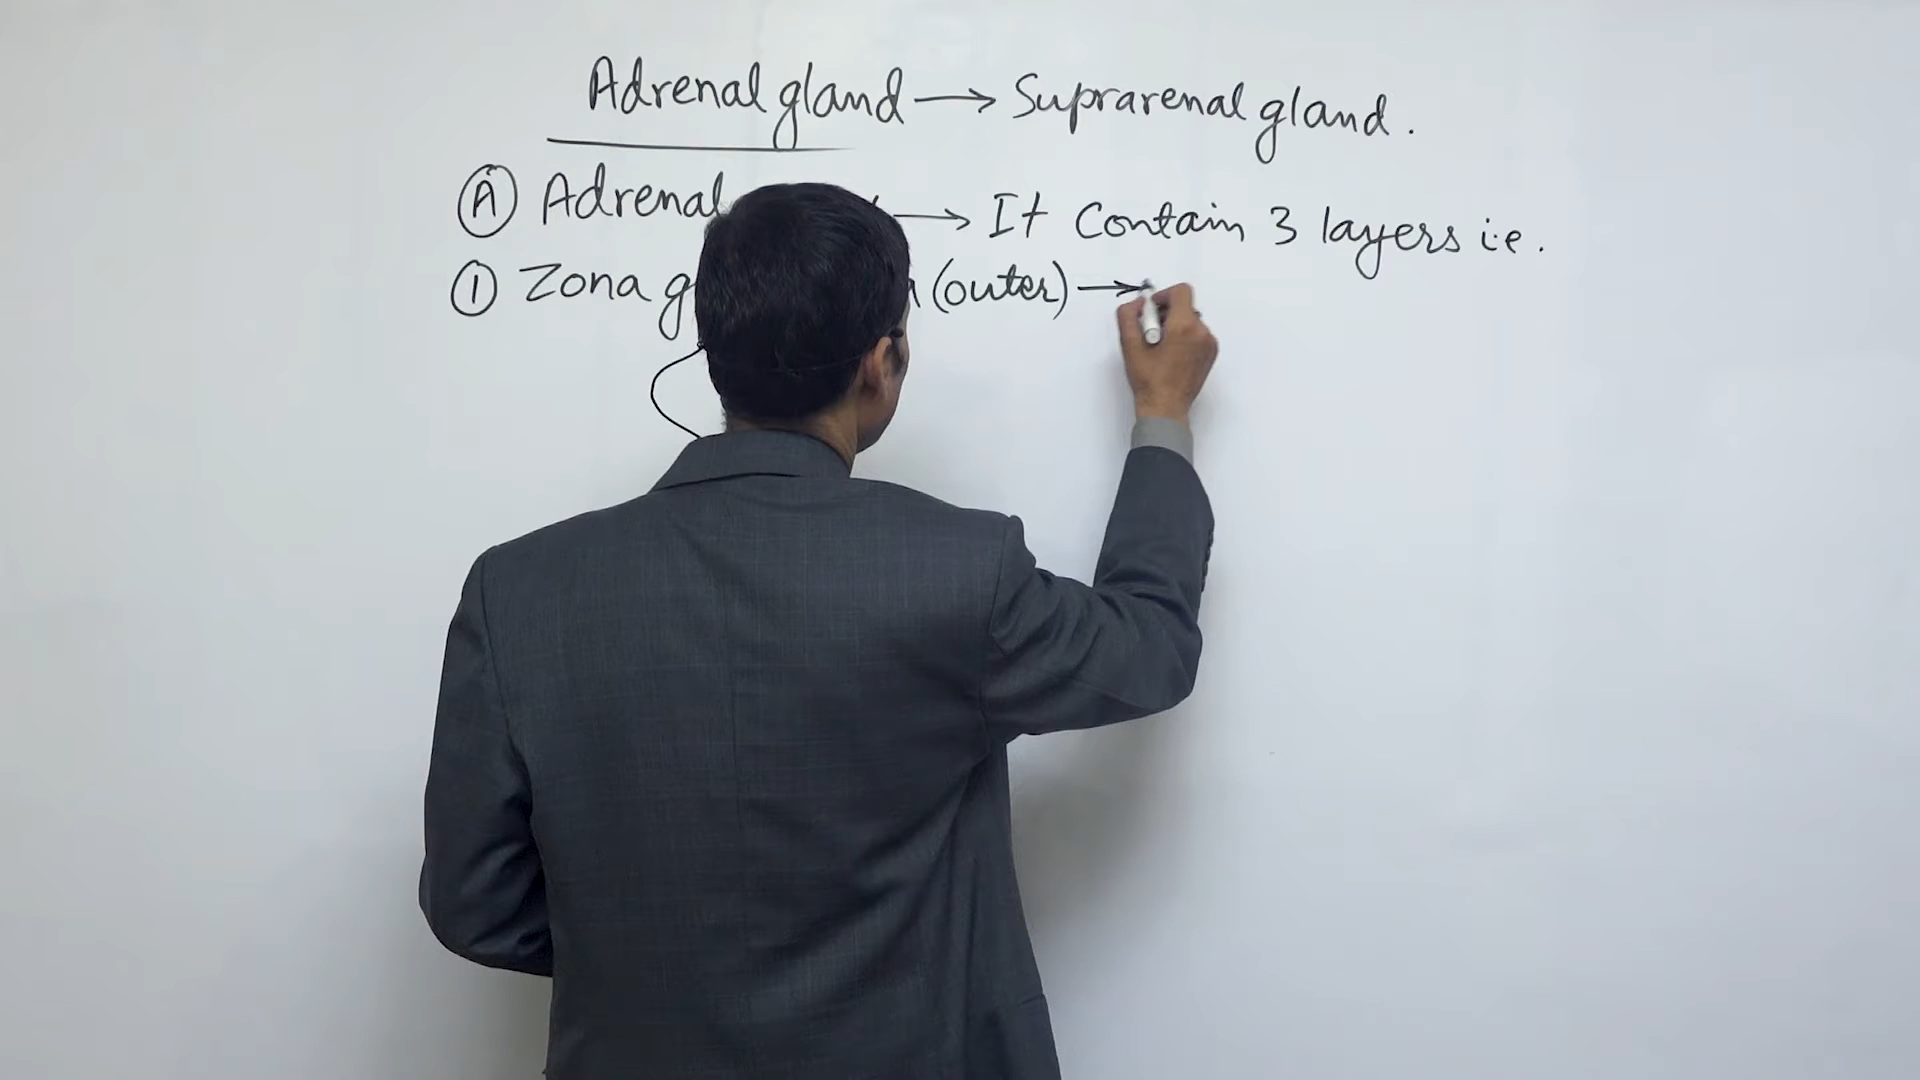 Adrenal gland → Suprarenal gland.
Ⓐ Adrenal → It Contain 3 layers i.e.
① Zona (outer) →